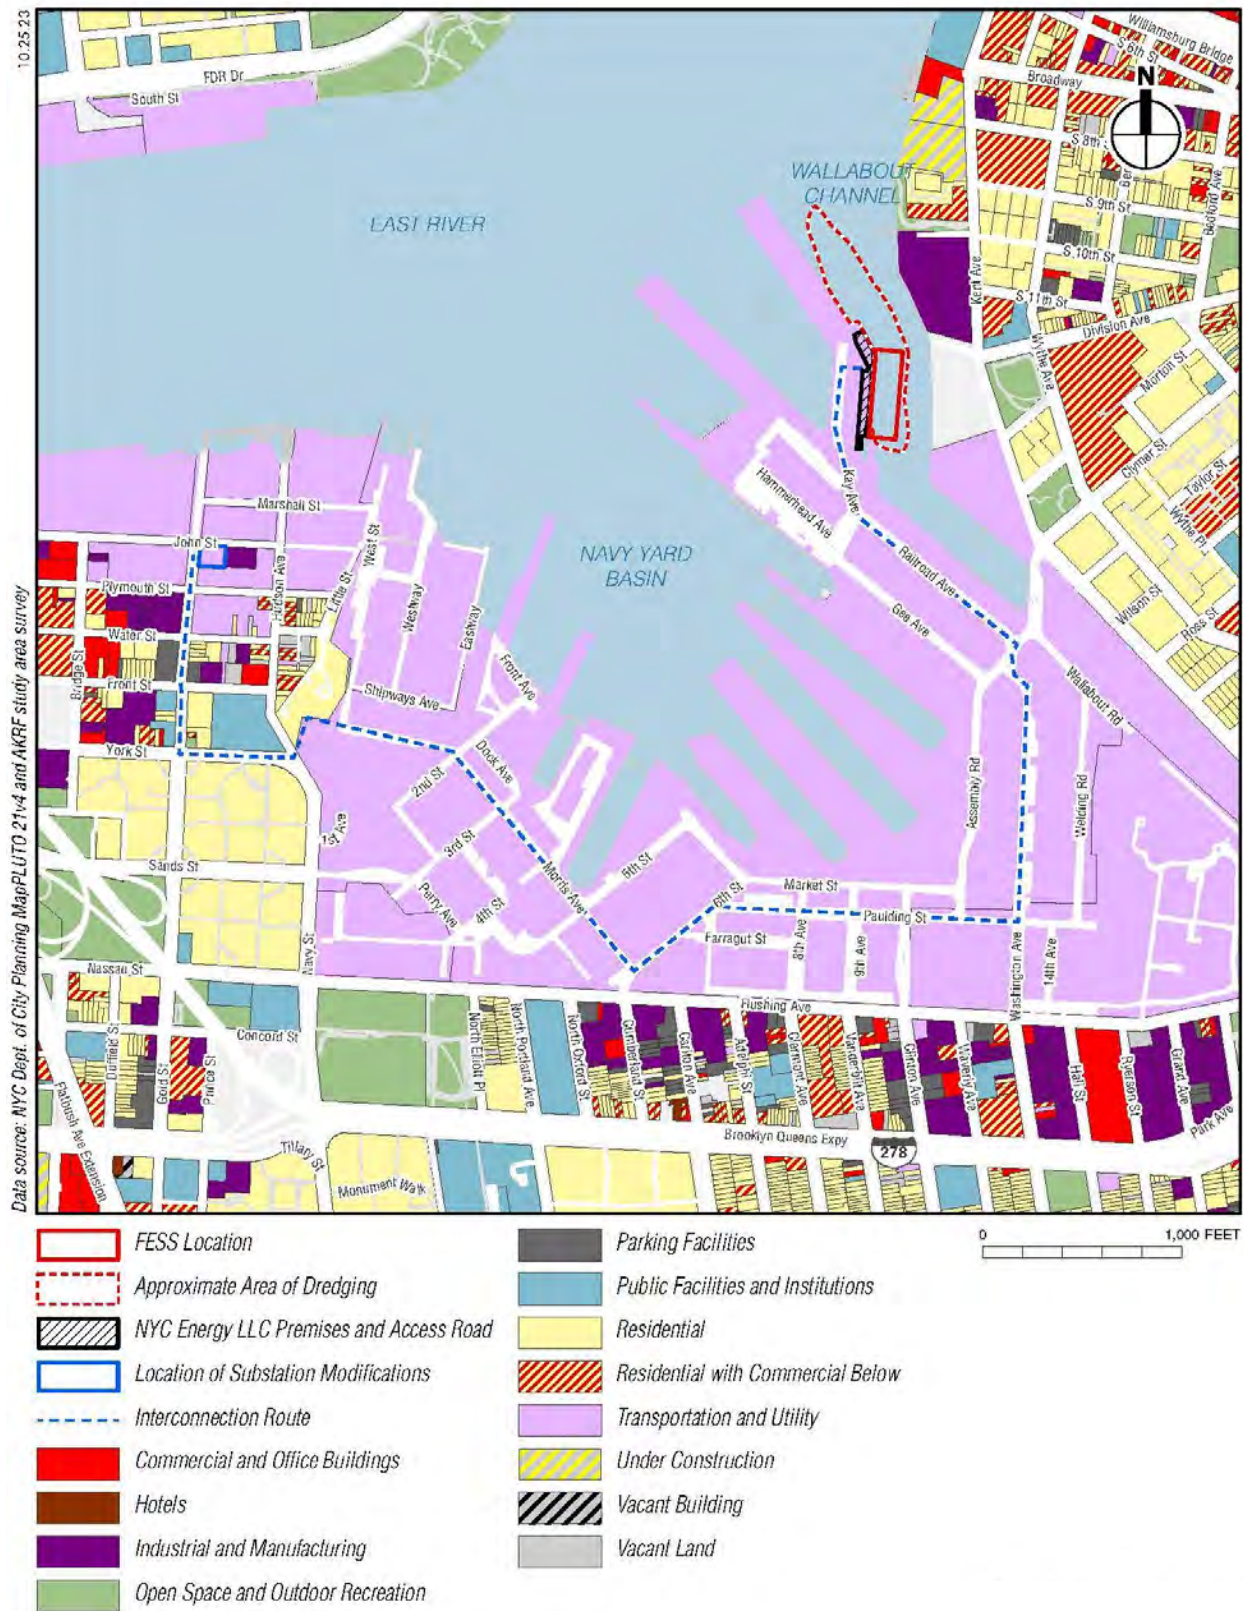 10.25.23
Data source: NYC Dept. of City Planning MapPLUTO 21v4 and AKRF study area survey
FDR Dr
South St
Williamsburg Bridge
S 6th St
Broadway
N
S 8th S
Bedford Ave
S 9th St
S 10th St
S 11th St
Kent Ave
Division Ave
Wythe Ave
Morton St
Clymer St
Taylor St
Wythe Pl
Wilson St
Ross St
WALLABOUT
CHANNEL
EAST RIVER
NAVY YARD
BASIN
Hammerhead Ave
Kay Ave
Railroad Ave
Gee Ave
Wallabout Rd
Assembly Rd
Welding Rd
Marshall St
John St
Plymouth St
Water St
Front St
York St
Bridge St
Hudson Ave
Little St
West St
Westway
Eastway
Shipways Ave
Front Ave
Dock Ave
2nd St
3rd St
4th St
5th St
6th St
1st Ave
Perry Ave
Morris Ave
Market St
Paulding St
Farragut St
8th Ave
9th Ave
Washington Ave
14th Ave
Sands St
Navy St
Nassau St
Concord St
Flushing Ave
Duffield St
Gold St
Prince St
Flatbush Ave Extension
Tillary St
Monument Walk
North Elliott Pl
North Portland Ave
North Oxford St
Cumberland St
Carlton Ave
Adelphi St
Clermont Ave
Vanderbilt Ave
Clinton Ave
Waverly Ave
Hall St
Ryerson St
Grand Ave
Park Ave
Brooklyn Queens Expy
278
0 1,000 FEET
FESS Location
Approximate Area of Dredging
NYC Energy LLC Premises and Access Road
Location of Substation Modifications
Interconnection Route
Commercial and Office Buildings
Hotels
Industrial and Manufacturing
Open Space and Outdoor Recreation
Parking Facilities
Public Facilities and Institutions
Residential
Residential with Commercial Below
Transportation and Utility
Under Construction
Vacant Building
Vacant Land